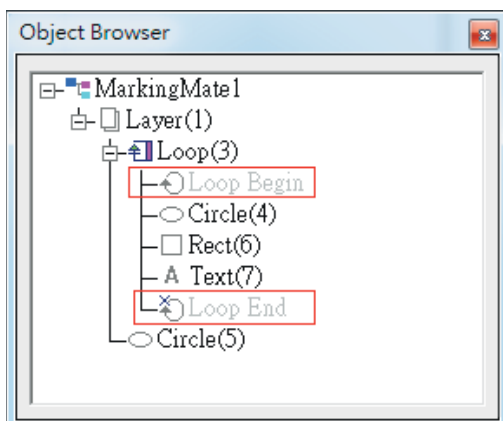 Object Browser
MarkingMate1
Layer(1)
Loop(3)
Loop Begin
Circle(4)
Rect(6)
A Text(7)
Loop End
Circle(5)